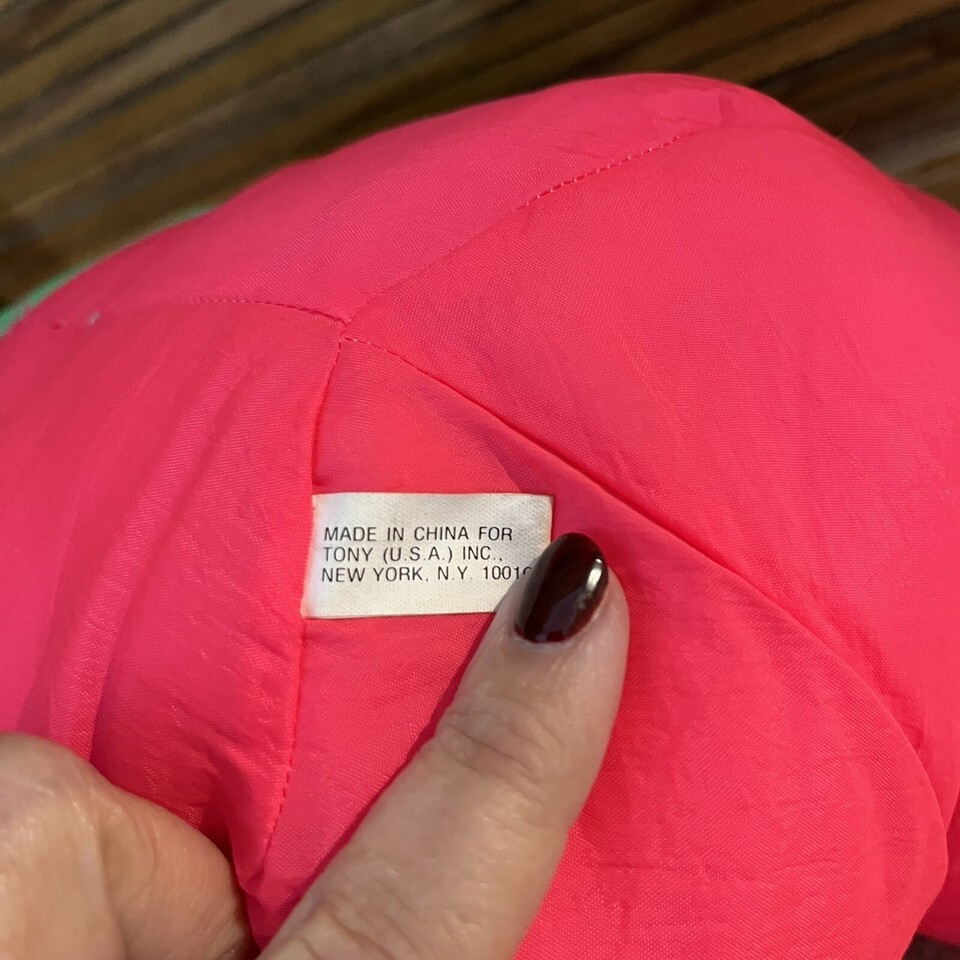 MADE IN CHINA FOR
TONY (U.S.A.) INC.,
NEW YORK, N.Y.